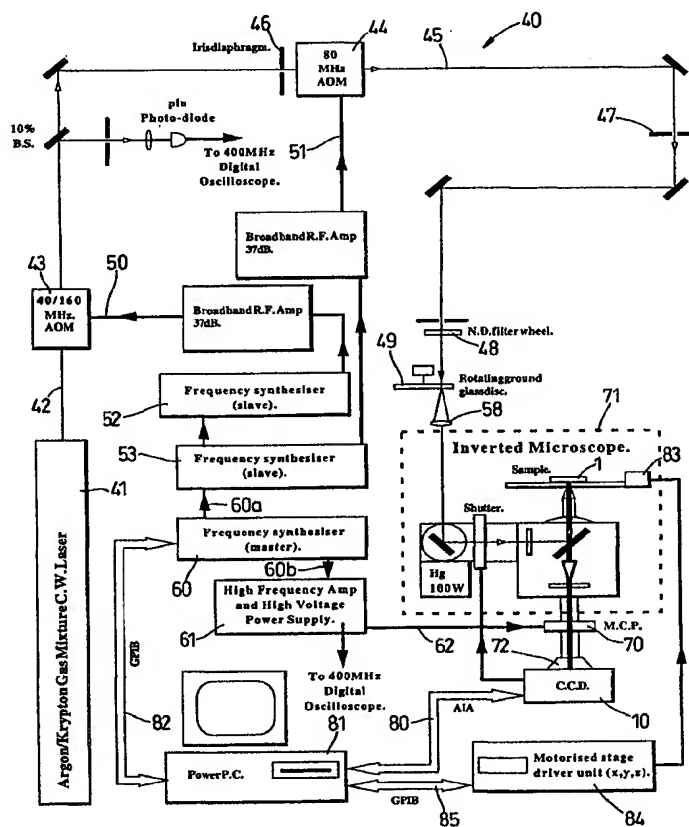 46
44
Irisdiaphragm.
80
MHz
AOM
45
40
pin
Photo-diode
10%
B.S.
47
To 400MHz
Digital
Oscilloscope.
51
Broadband R.F. Amp
37dB.
43
50
40/160
MHz.
AOM
Broadband R.F. Amp
37dB.
N.D. filter wheel.
48
49
Rotating ground
glass disc.
42
Frequency synthesiser
(slave).
52
58
71
53
Frequency synthesiser
(slave).
Inverted Microscope.
41
Sample.
1
83
60a
Shutter.
Frequency synthesiser
(master).
60
60b
Hg
100W
High Frequency Amp
and High Voltage
Power Supply.
61
62
M.C.P.
70
72
To 400MHz
Digital
Oscilloscope.
C.C.D.
10
GPIB
82
80
AIA
81
Argon/Krypton Gas Mixture C.W. Laser
Power P.C.
Motorised stage
driver unit (x,y,z).
GPIB
85
84